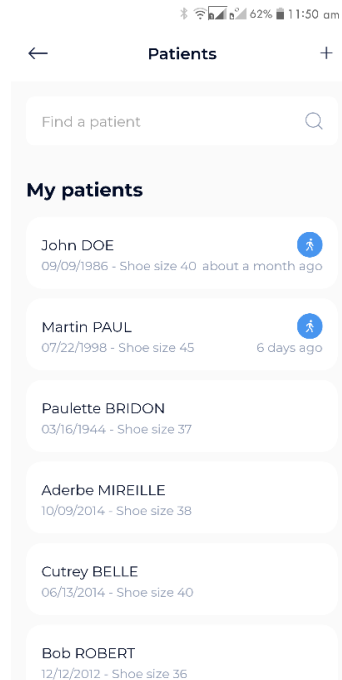 62% 11:50 am
Patients
Find a patient
My patients
John DOE
09/09/1986 - Shoe size 40 about a month ago
Martin PAUL
07/22/1998 - Shoe size 45 6 days ago
Paulette BRIDON
03/16/1944 - Shoe size 37
Aderbe MIREILLE
10/09/2014 - Shoe size 38
Cutrey BELLE
06/13/2014 - Shoe size 40
Bob ROBERT
12/12/2012 - Shoe size 36